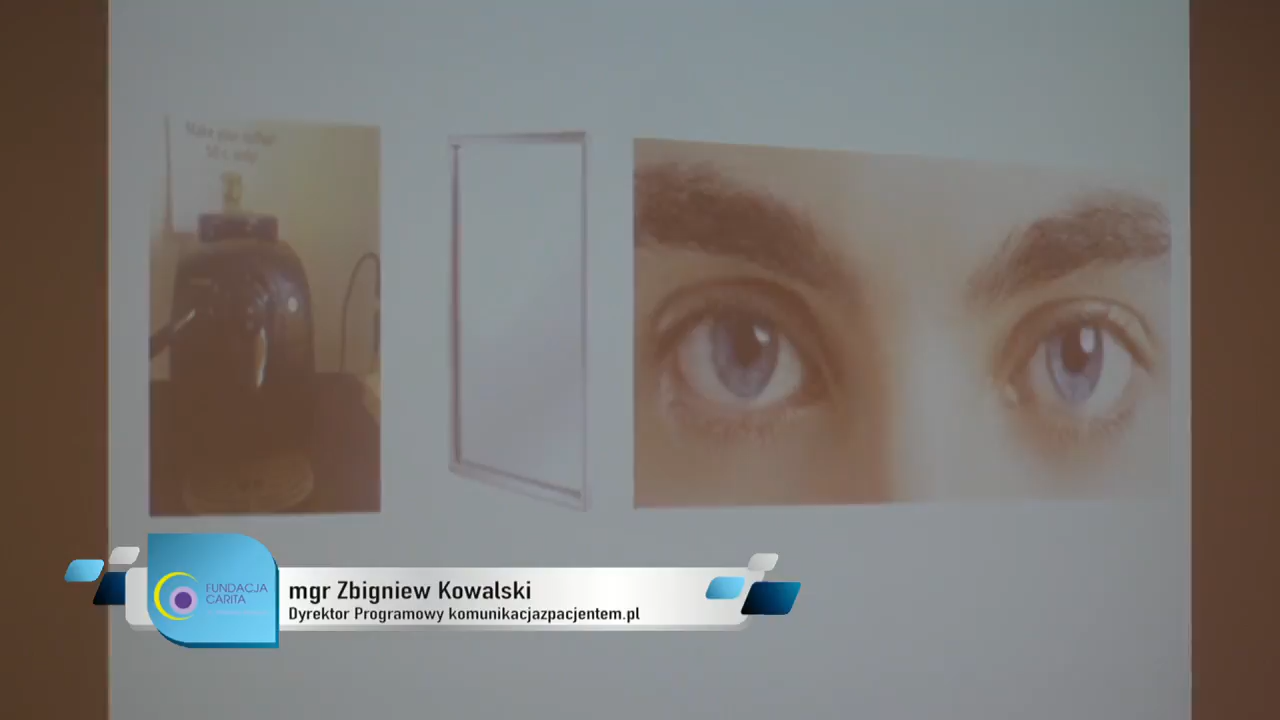 mgr Zbigniew Kowalski
Dyrektor Programowy komunikacjazpacjentem.pl
FUNDACJA
CARITA